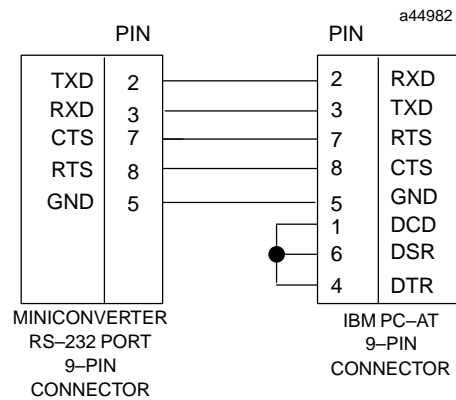 a44982
PIN PIN
TXD 2 2 RXD
RXD 3 3 TXD
CTS 7 7 RTS
RTS 8 8 CTS
GND 5 5 GND
1 DCD
6 DSR
4 DTR
MINICONVERTER
RS–232 PORT
9–PIN
CONNECTOR
IBM PC–AT
9–PIN
CONNECTOR